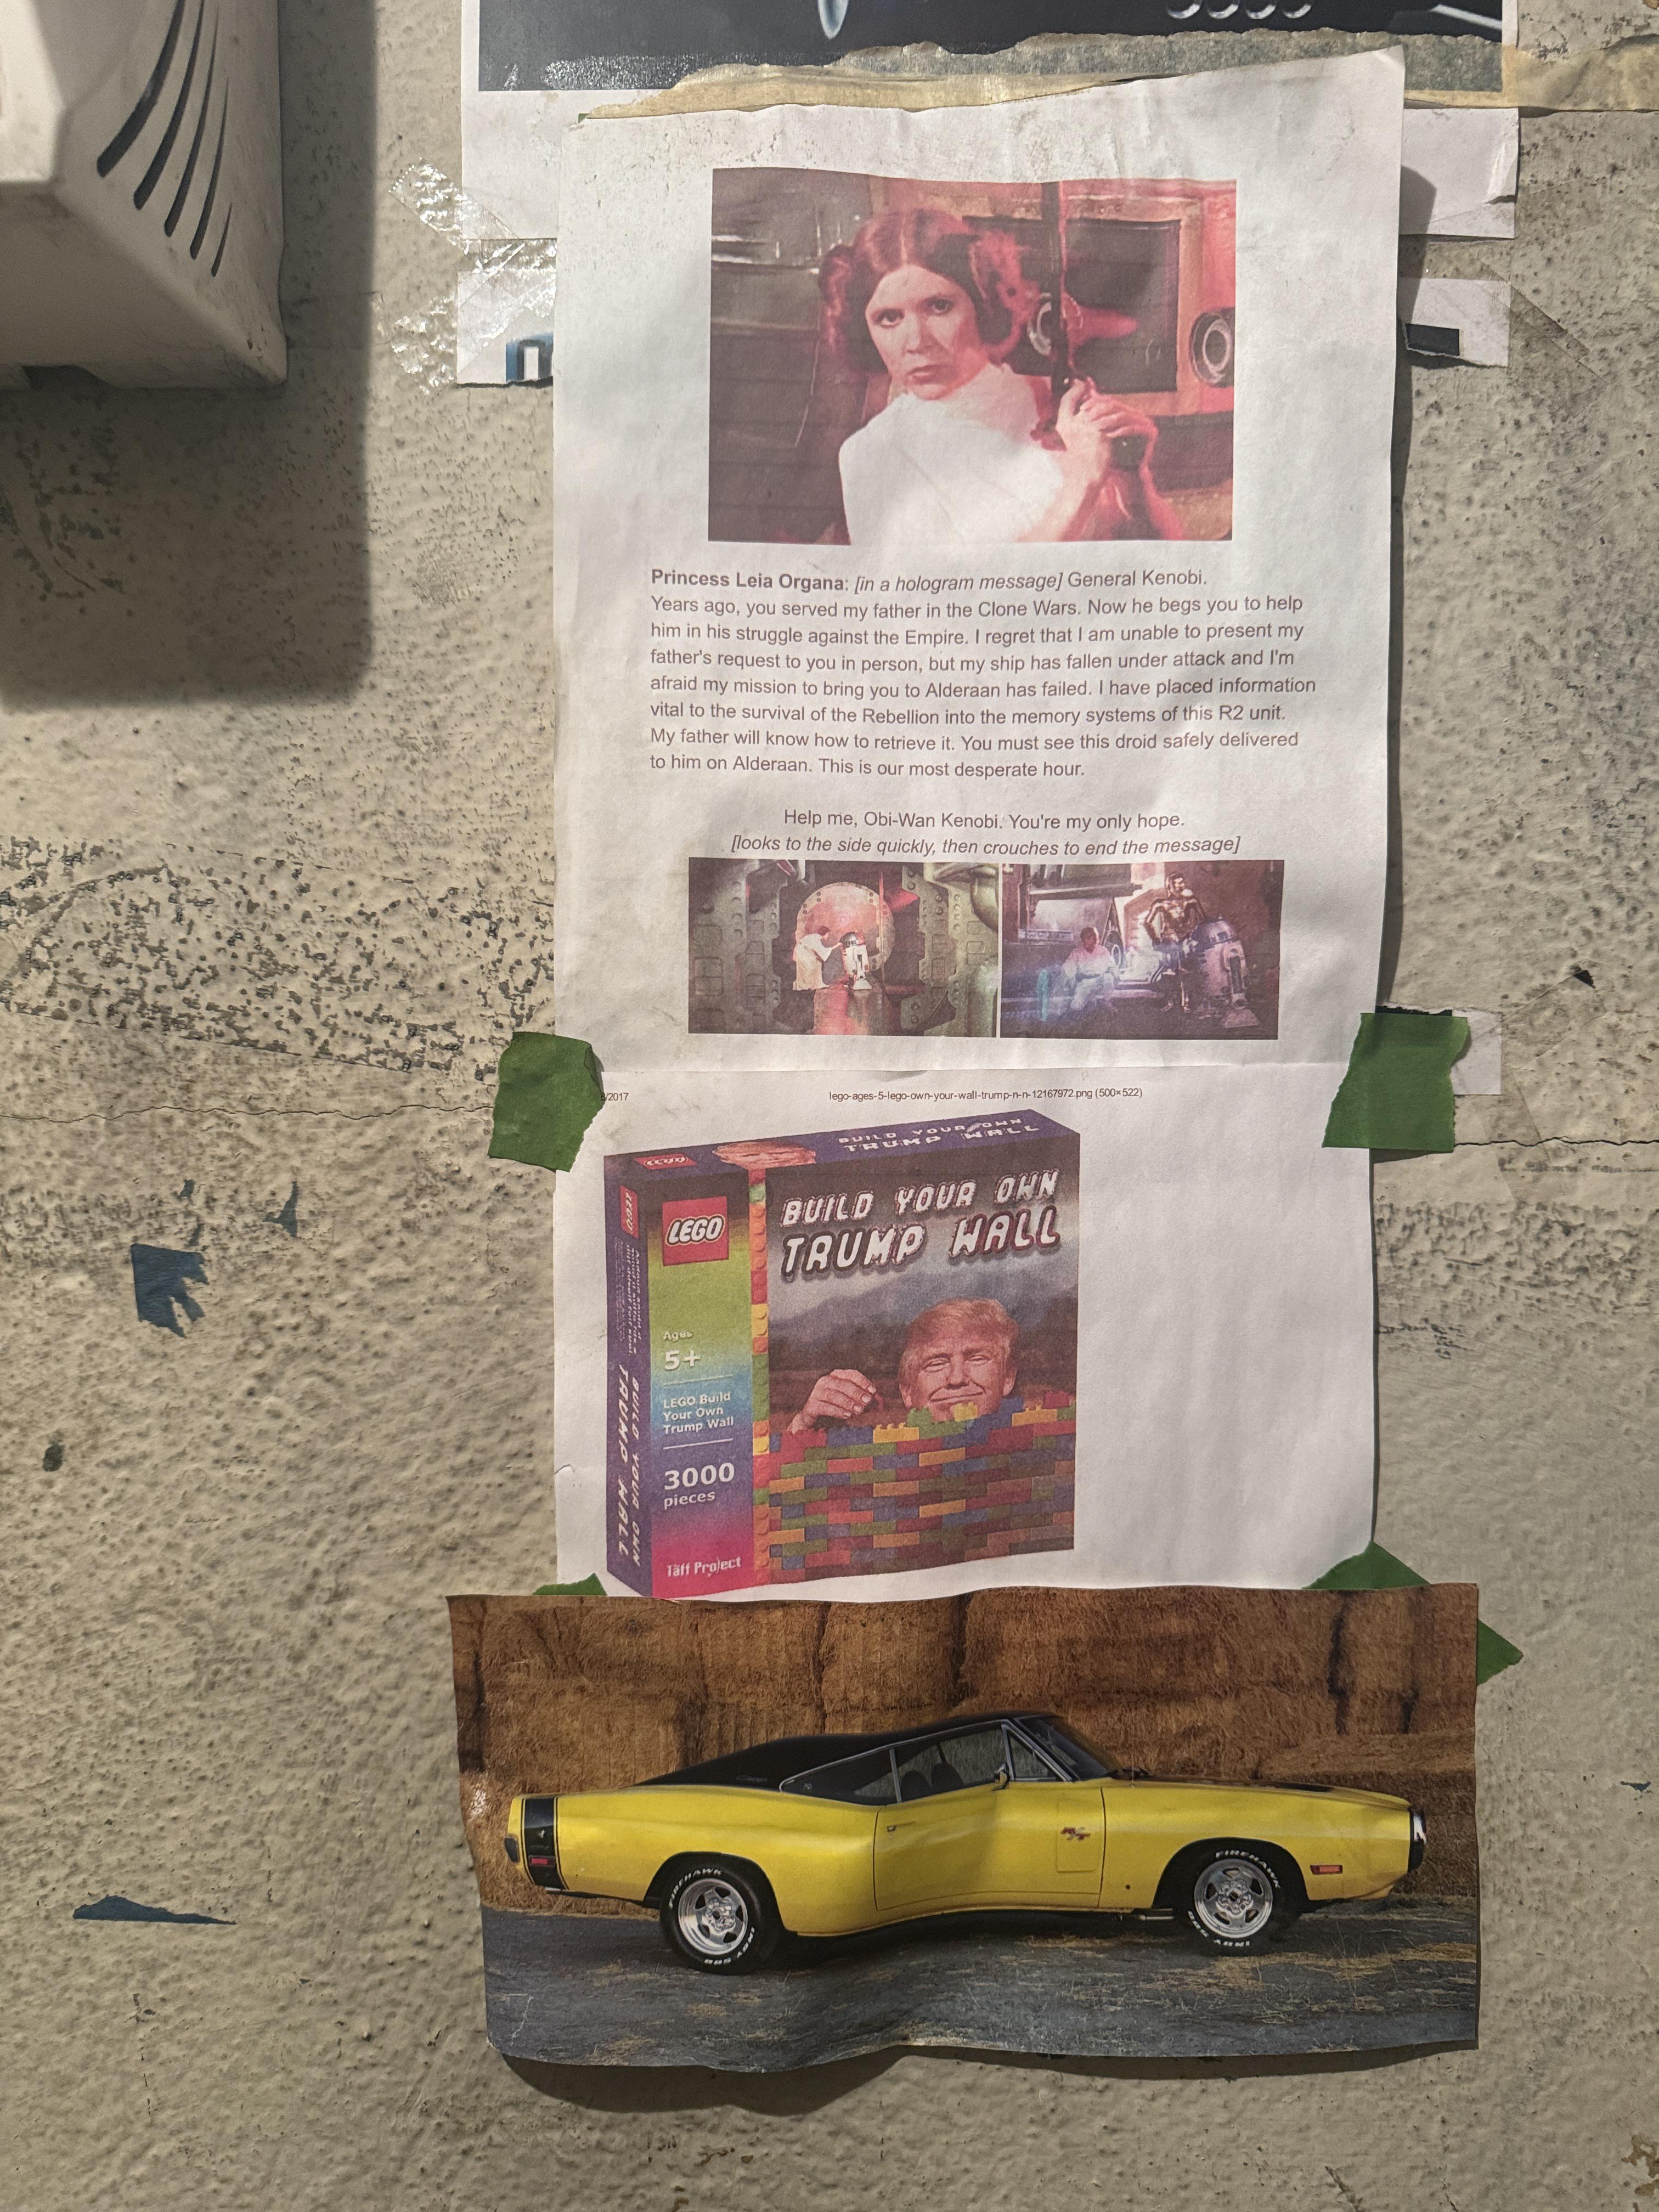 Princess Leia Organa: [in a hologram message] General Kenobi.
Years ago, you served my father in the Clone Wars. Now he begs you to help
him in his struggle against the Empire. I regret that I am unable to present my
father's request to you in person, but my ship has fallen under attack and I'm
afraid my mission to bring you to Alderaan has failed. I have placed information
vital to the survival of the Rebellion into the memory systems of this R2 unit.
My father will know how to retrieve it. You must see this droid safely delivered
to him on Alderaan. This is our most desperate hour.
Help me, Obi-Wan Kenobi. You're my only hope.
[looks to the side quickly, then crouches to end the message]
/2017
lego-ages-5-lego-own-your-wall-trump-n-n-12167972.png (500×522)
LEGO
BUILD YOUR OWN
TRUMP WALL
LEGO
BUILD YOUR OWN
TRUMP WALL
LEGO
BUILD YOUR OWN
TRUMP WALL
Ages
5+
LEGO Build
Your Own
Trump Wall
3000
pieces
Taff Project
R/T
FIREHAWK
INDY 500
FIREHAWK
INDY 500